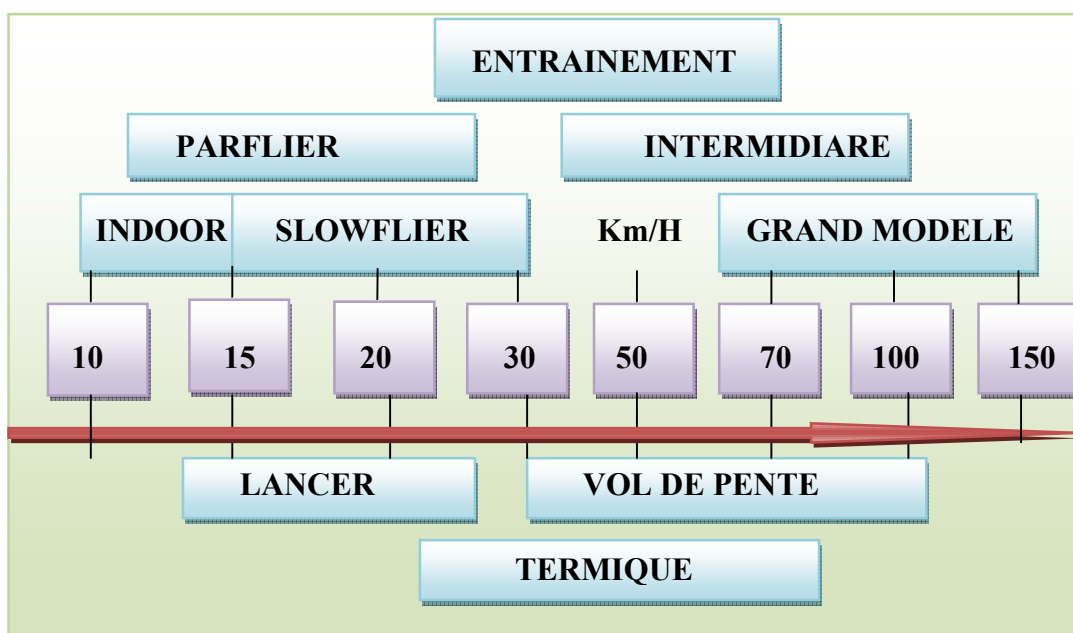 ENTRAINEMENT
PARFLIER INTERMIDIARE
INDOOR SLOWFLIER Km/H GRAND MODELE
10 15 20 30 50 70 100 150
LANCER VOL DE PENTE
TERMIQUE